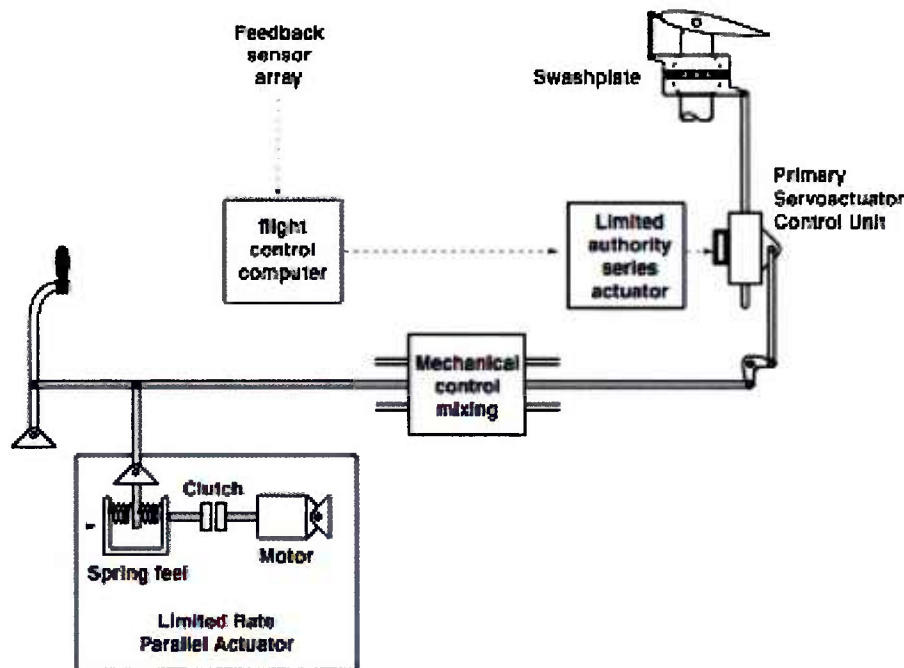 Feedback
sensor
array
Swashplate
Primary
Servoactuator
Control Unit
flight
control
computer
Limited
authority
series
actuator
Mechanical
control
mixing
Clutch
Motor
Spring feel
Limited Rate
Parallel Actuator